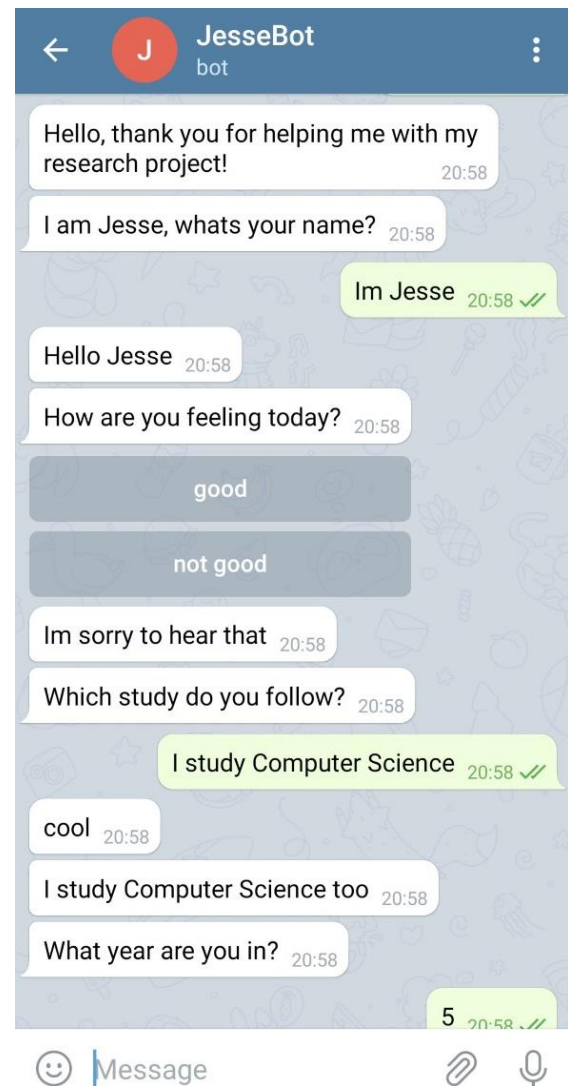 J
JesseBot
bot
Hello, thank you for helping me with my
research project!
20:58
I am Jesse, whats your name? 20:58
Im Jesse 20:58
Hello Jesse 20:58
How are you feeling today? 20:58
good
not good
Im sorry to hear that 20:58
Which study do you follow? 20:58
I study Computer Science 20:58
cool 20:58
I study Computer Science too 20:58
What year are you in? 20:58
5 20:58
Message